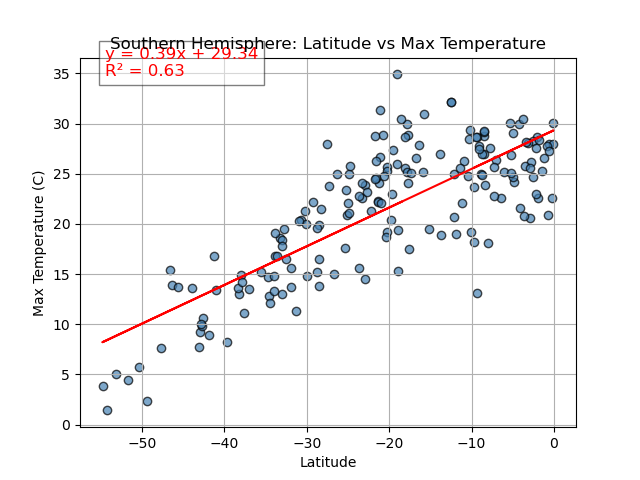 Southern Hemisphere: Latitude vs Max Temperature
y = 0.39x + 29.34
R² = 0.63
Max Temperature (C)
35
30
25
20
15
10
5
0
−50
−40
−30
−20
−10
0
Latitude